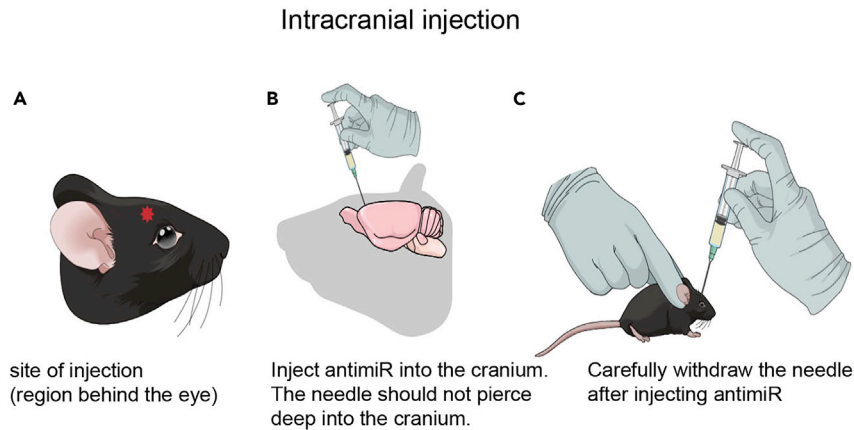 Intracranial injection
A
B
C
site of injection
(region behind the eye)
Inject antimiR into the cranium.
The needle should not pierce
deep into the cranium.
Carefully withdraw the needle
after injecting antimiR